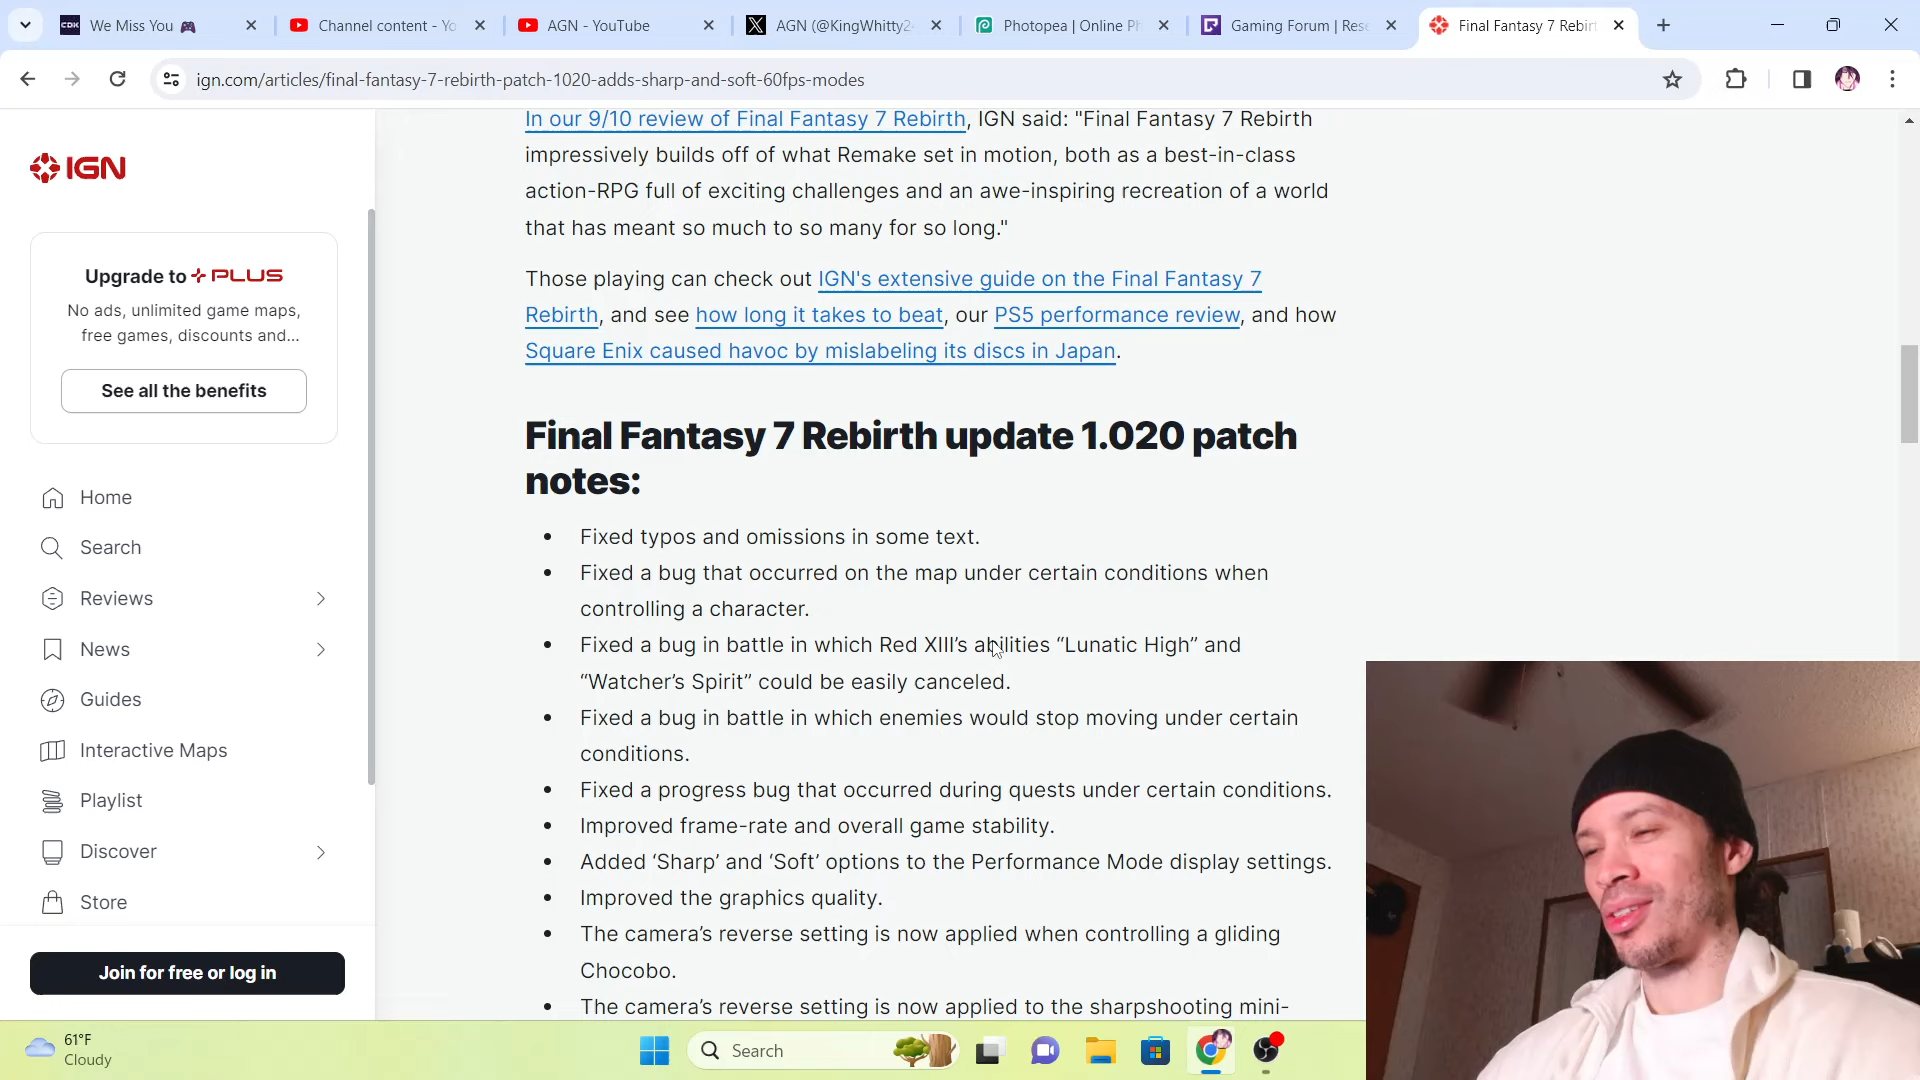 CDK We Miss You 🎮
Channel content - Yo
AGN - YouTube
AGN (@KingWhitty2
Photopea | Online Ph
Gaming Forum | Rese
Final Fantasy 7 Rebirt
ign.com/articles/final-fantasy-7-rebirth-patch-1020-adds-sharp-and-soft-60fps-modes
IGN
Upgrade to PLUS
No ads, unlimited game maps,
free games, discounts and...
See all the benefits
Home
Search
Reviews
News
Guides
Interactive Maps
Playlist
Discover
Store
Join for free or log in
In our 9/10 review of Final Fantasy 7 Rebirth, IGN said: "Final Fantasy 7 Rebirth
impressively builds off of what Remake set in motion, both as a best-in-class
action-RPG full of exciting challenges and an awe-inspiring recreation of a world
that has meant so much to so many for so long."
Those playing can check out IGN's extensive guide on the Final Fantasy 7
Rebirth, and see how long it takes to beat, our PS5 performance review, and how
Square Enix caused havoc by mislabeling its discs in Japan.
Final Fantasy 7 Rebirth update 1.020 patch
notes:
• Fixed typos and omissions in some text.
• Fixed a bug that occurred on the map under certain conditions when
controlling a character.
• Fixed a bug in battle in which Red XIII’s abilities “Lunatic High” and
“Watcher’s Spirit” could be easily canceled.
• Fixed a bug in battle in which enemies would stop moving under certain
conditions.
• Fixed a progress bug that occurred during quests under certain conditions.
• Improved frame-rate and overall game stability.
• Added ‘Sharp’ and ‘Soft’ options to the Performance Mode display settings.
• Improved the graphics quality.
• The camera’s reverse setting is now applied when controlling a gliding
Chocobo.
• The camera’s reverse setting is now applied to the sharpshooting mini-
61°F
Cloudy
Search